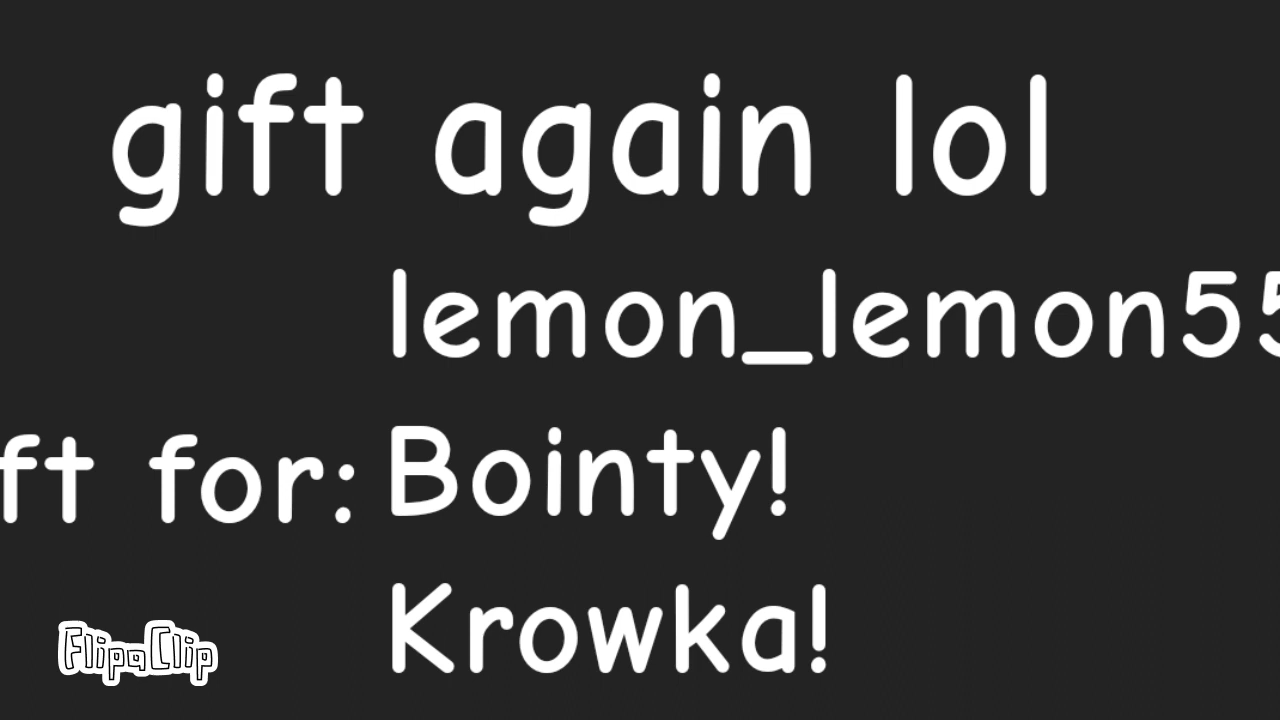 gift again lol
lemon_lemon55
ft for:
Bointy!
Krowka!
FlipaClip